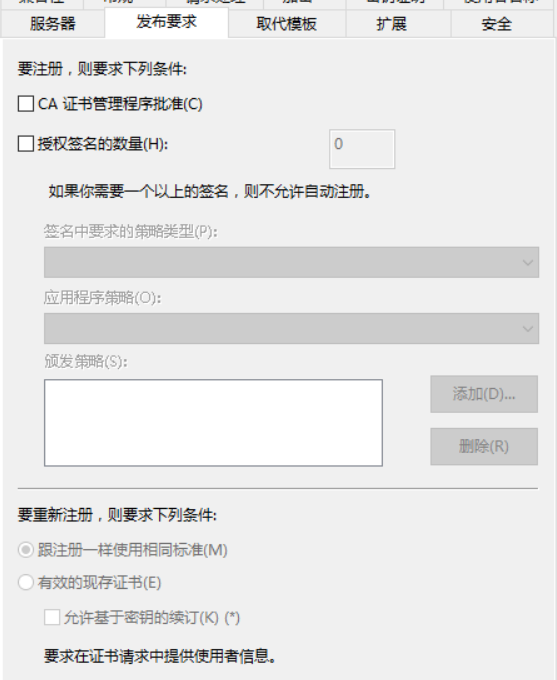 服务器 发布要求 取代模板 扩展 安全
要注册，则要求下列条件:
CA 证书管理程序批准(C)
授权签名的数量(H): 0
如果你需要一个以上的签名，则不允许自动注册。
签名中要求的策略类型(P):
应用程序策略(O):
颁发策略(S):
添加(D)...
删除(R)
要重新注册，则要求下列条件:
跟注册一样使用相同标准(M)
有效的现存证书(E)
允许基于密钥的续订(K) (*)
要求在证书请求中提供使用者信息。